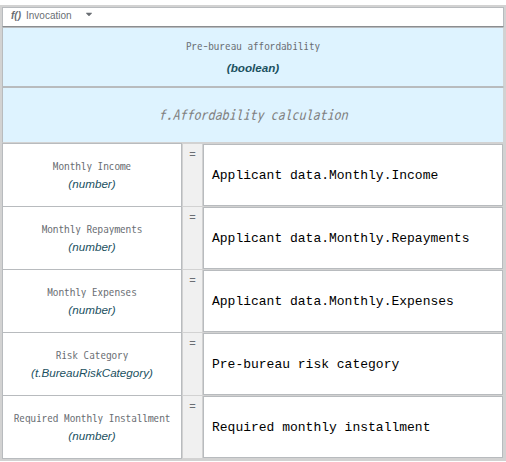 f() Invocation
Pre-bureau affordability
(boolean)
f.Affordability calculation
Monthly Income
(number)
=
Applicant data.Monthly.Income
Monthly Repayments
(number)
=
Applicant data.Monthly.Repayments
Monthly Expenses
(number)
=
Applicant data.Monthly.Expenses
Risk Category
(t.BureauRiskCategory)
=
Pre-bureau risk category
Required Monthly Installment
(number)
=
Required monthly installment